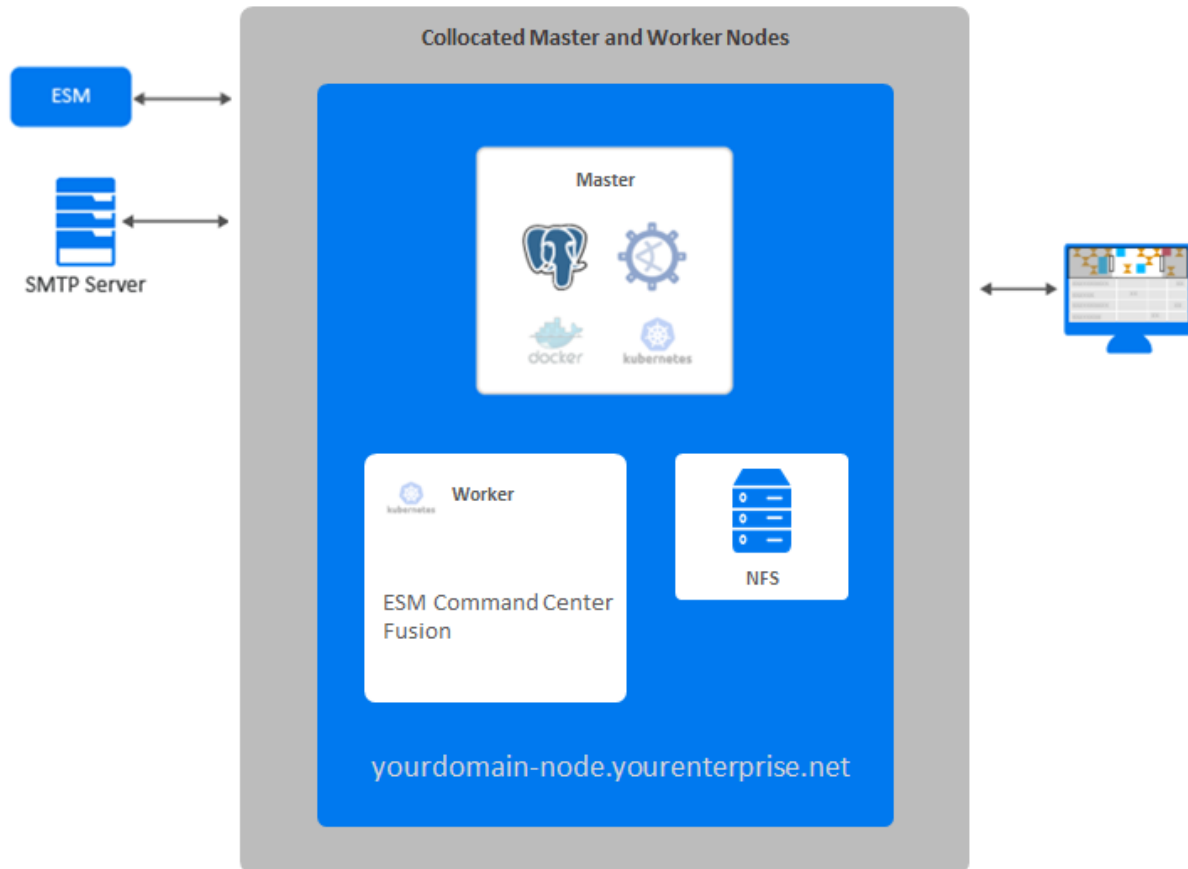 Collocated Master and Worker Nodes
ESM
SMTP Server
Master
docker
kubernetes
kubernetes
Worker
ESM Command Center
Fusion
NFS
yourdomain-node.yourenterprise.net